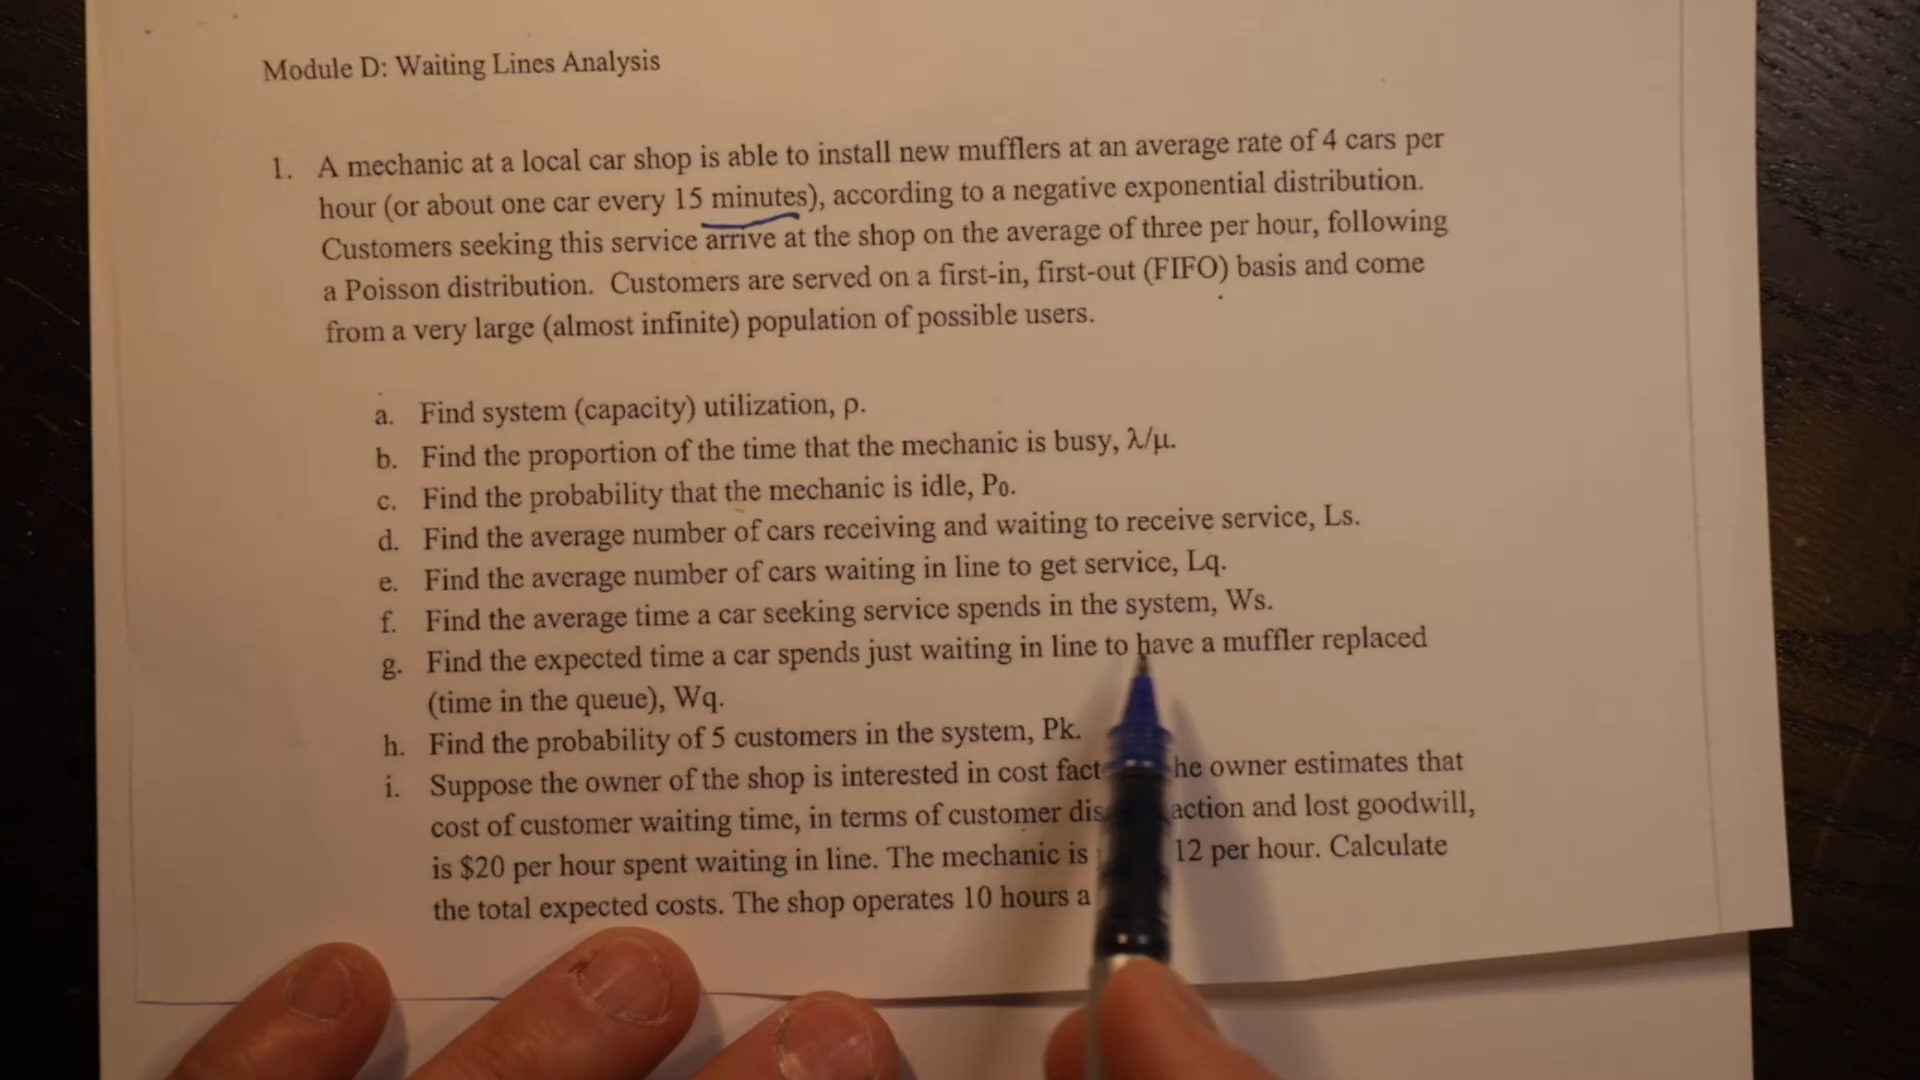 Module D: Waiting Lines Analysis
1. A mechanic at a local car shop is able to install new mufflers at an average rate of 4 cars per
hour (or about one car every 15 minutes), according to a negative exponential distribution.
Customers seeking this service arrive at the shop on the average of three per hour, following
a Poisson distribution. Customers are served on a first-in, first-out (FIFO) basis and come
from a very large (almost infinite) population of possible users.
a. Find system (capacity) utilization, ρ.
b. Find the proportion of the time that the mechanic is busy, λ/μ.
c. Find the probability that the mechanic is idle, P0.
d. Find the average number of cars receiving and waiting to receive service, Ls.
e. Find the average number of cars waiting in line to get service, Lq.
f. Find the average time a car seeking service spends in the system, Ws.
g. Find the expected time a car spends just waiting in line to have a muffler replaced
(time in the queue), Wq.
h. Find the probability of 5 customers in the system, Pk.
i. Suppose the owner of the shop is interested in cost he owner estimates that
cost of customer waiting time, in terms of customer and lost goodwill,
is $20 per hour spent waiting in line. The mechanic is 12 per hour. Calculate
the total expected costs. The shop operates 10 hours a